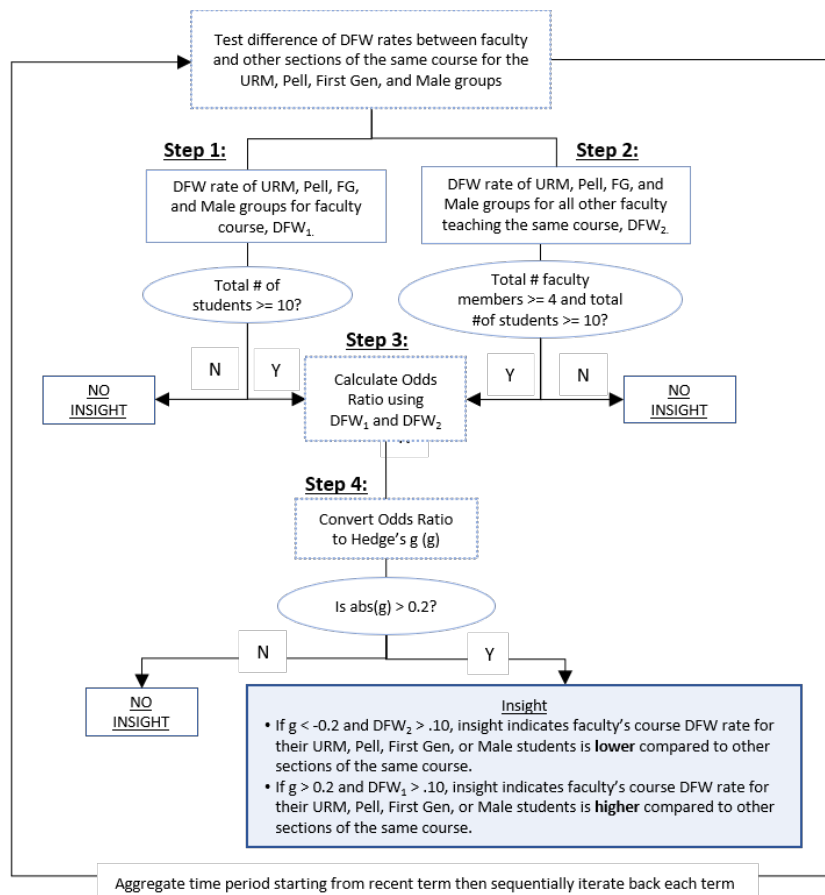 Test difference of DFW rates between faculty
and other sections of the same course for the
URM, Pell, First Gen, and Male groups
Step 1:
Step 2:
DFW rate of URM, Pell, FG,
and Male groups for faculty
course, DFW1.
DFW rate of URM, Pell, FG, and
Male groups for all other faculty
teaching the same course, DFW2.
Total # of
students >= 10?
Total # faculty
members >= 4 and total
#of students >= 10?
Step 3:
N
Y
Y
N
NO
INSIGHT
Calculate Odds
Ratio using
DFW1 and DFW2
NO
INSIGHT
Step 4:
Convert Odds Ratio
to Hedge's g (g)
Is abs(g) > 0.2?
N
Y
NO
INSIGHT
Insight
• If g < -0.2 and DFW2 > .10, insight indicates faculty's course DFW rate for
their URM, Pell, First Gen, or Male students is lower compared to other
sections of the same course.
• If g > 0.2 and DFW1 > .10, insight indicates faculty's course DFW rate for
their URM, Pell, First Gen, or Male students is higher compared to other
sections of the same course.
Aggregate time period starting from recent term then sequentially iterate back each term